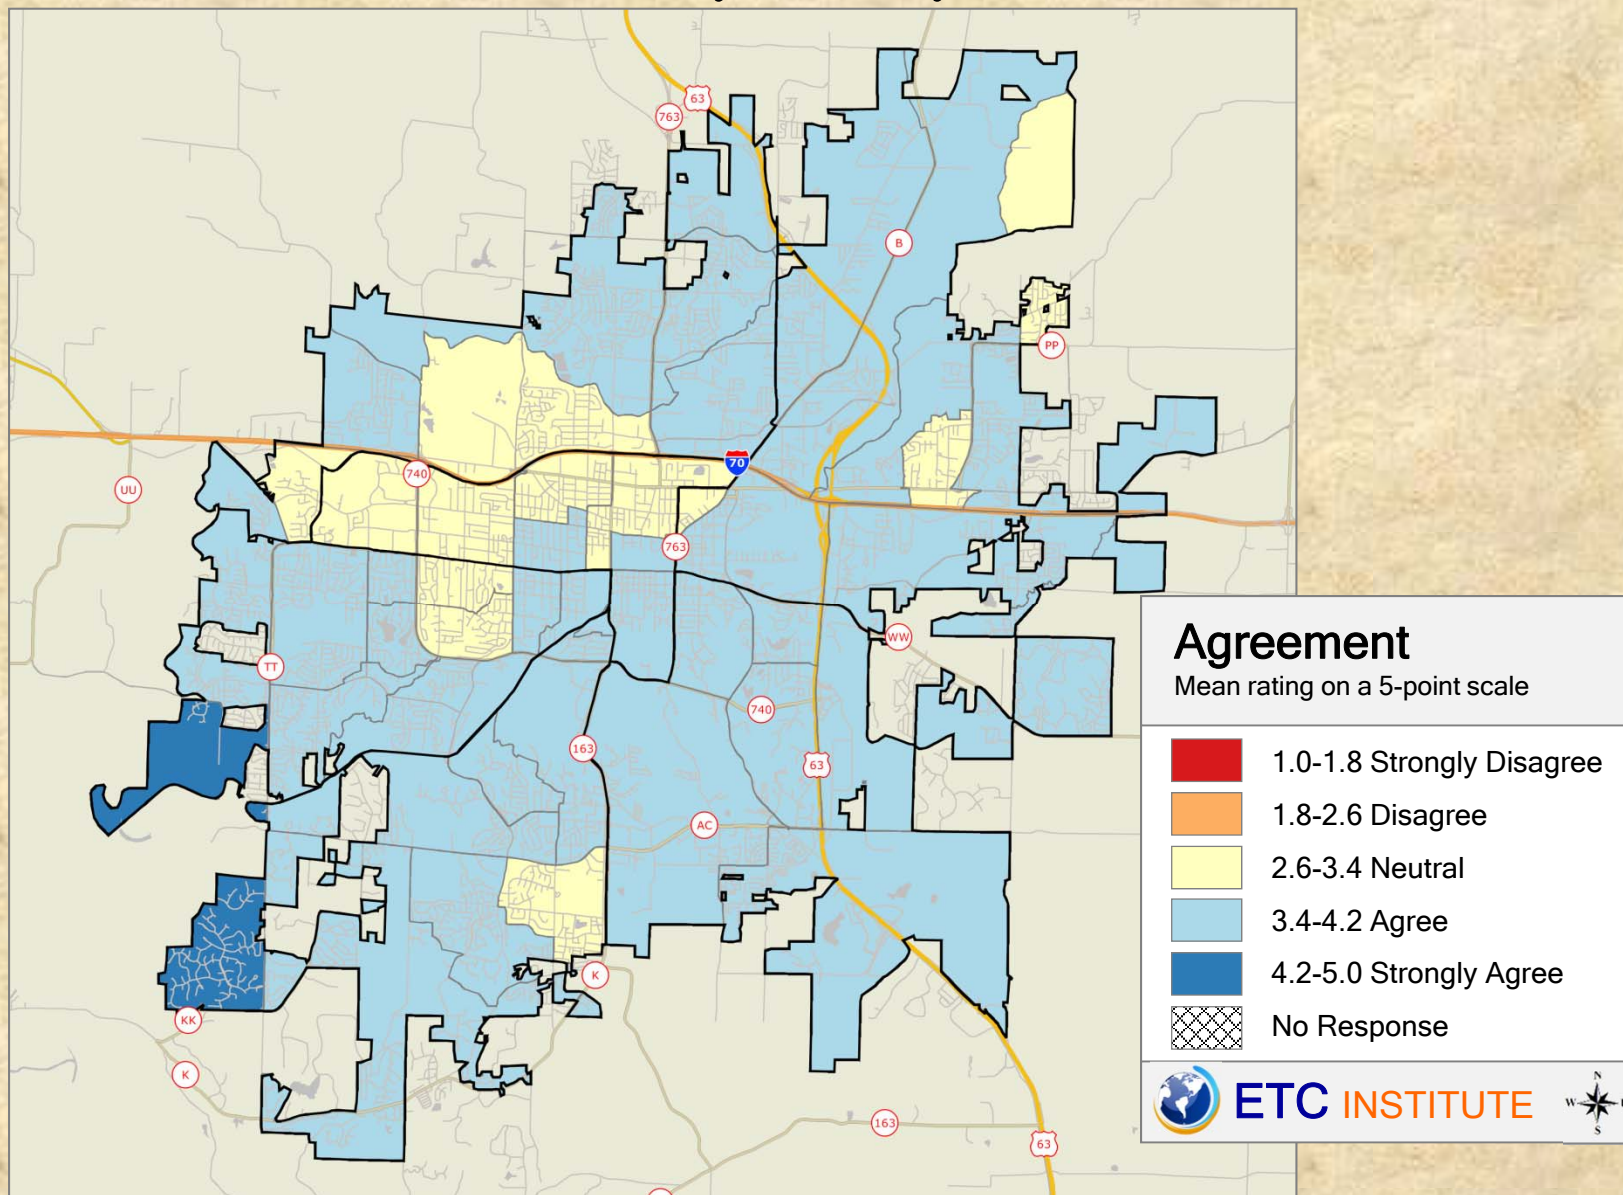 63
763
B
PP
70
740
UU
763
WW
TT
740
163
63
AC
K
KK
K
163
63
Agreement
Mean rating on a 5-point scale
1.0-1.8 Strongly Disagree
1.8-2.6 Disagree
2.6-3.4 Neutral
3.4-4.2 Agree
4.2-5.0 Strongly Agree
No Response
ETC INSTITUTE
N
W
S